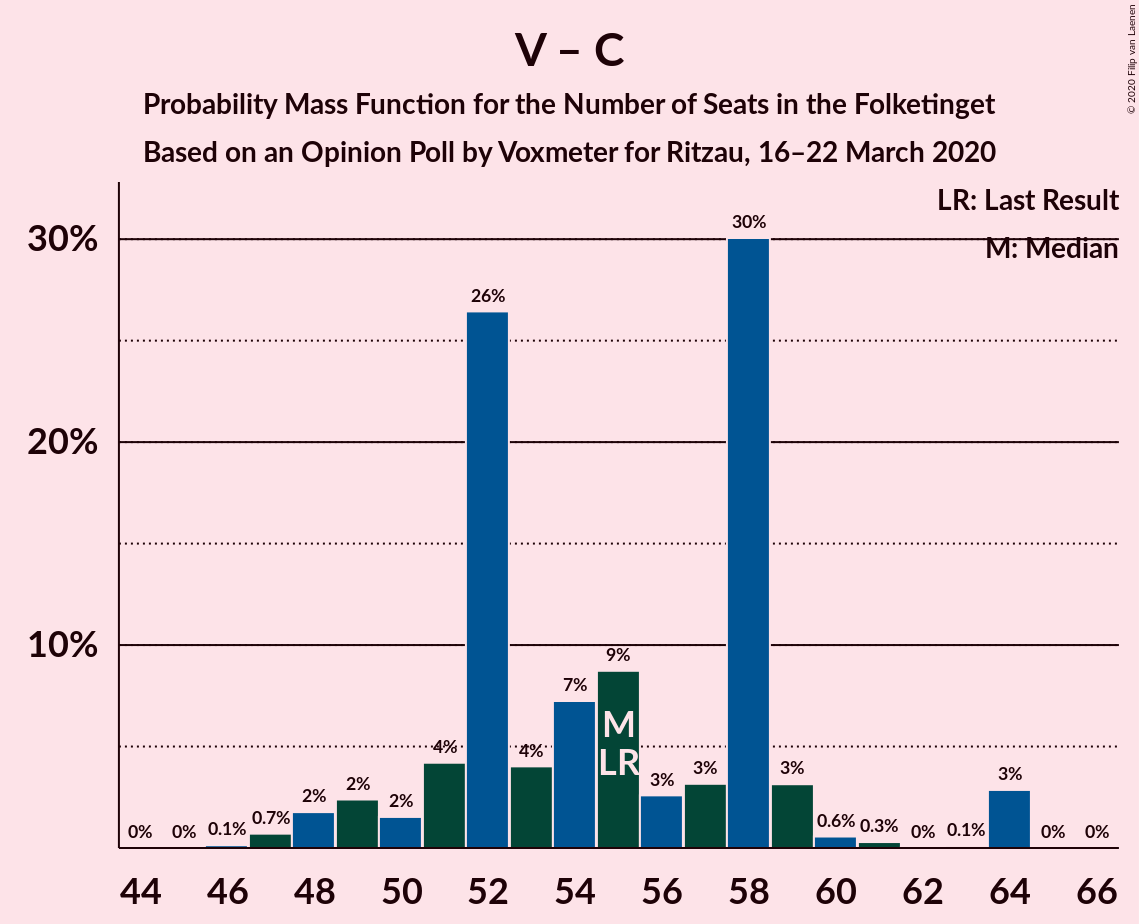 © 2020 Filip van Laenen
V – C
Probability Mass Function for the Number of Seats in the Folketinget
Based on an Opinion Poll by Voxmeter for Ritzau, 16–22 March 2020
LR: Last Result
M: Median
30%
20%
10%
0%
0%
0.1%
0.7%
2%
2%
2%
4%
26%
4%
7%
9%
3%
3%
30%
3%
0.6%
0.3%
0%
0.1%
3%
0%
0%
M
LR
44 46 48 50 52 54 56 58 60 62 64 66